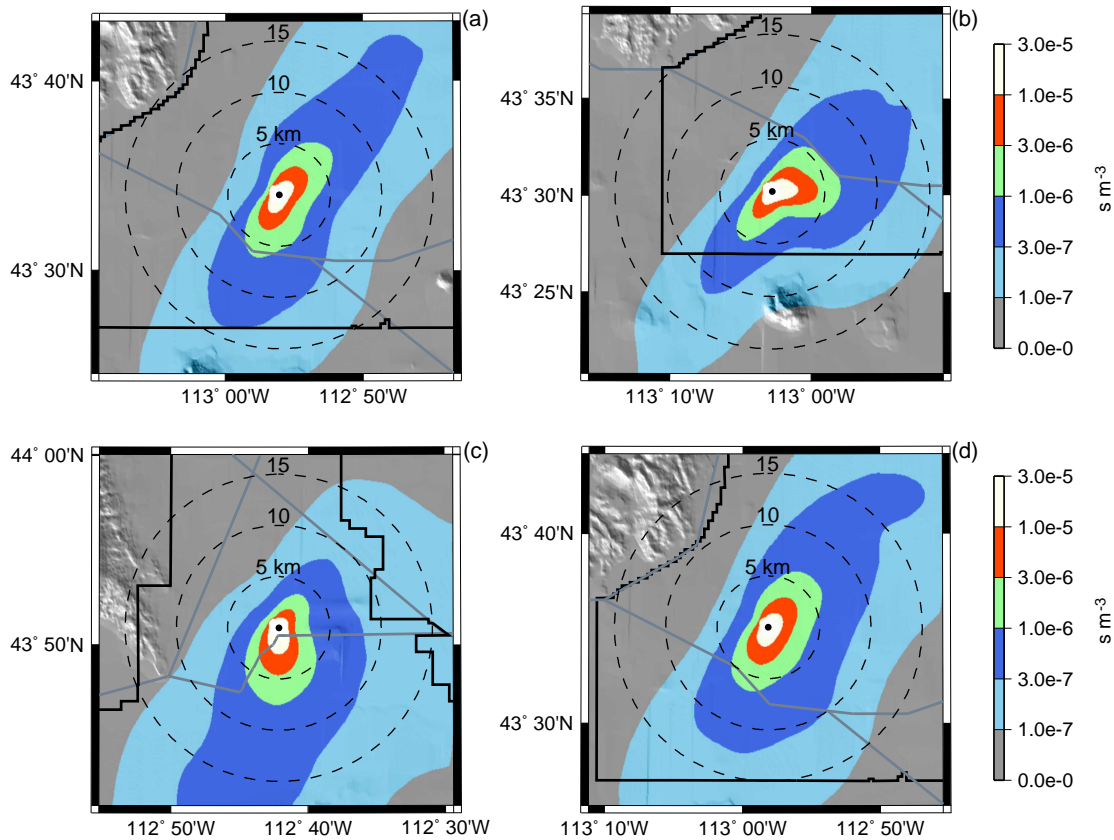 (a)
15
10
5 km
43° 40'N
43° 30'N
113° 00'W
112° 50'W
(b)
15
10
5 km
43° 35'N
43° 30'N
43° 25'N
113° 10'W
113° 00'W
3.0e-5
1.0e-5
3.0e-6
1.0e-6
3.0e-7
1.0e-7
0.0e-0
s m-3
(c)
15
10
5 km
44° 00'N
43° 50'N
112° 50'W
112° 40'W
112° 30'W
(d)
15
10
5 km
43° 40'N
43° 30'N
113° 10'W
113° 00'W
112° 50'W
3.0e-5
1.0e-5
3.0e-6
1.0e-6
3.0e-7
1.0e-7
0.0e-0
s m-3